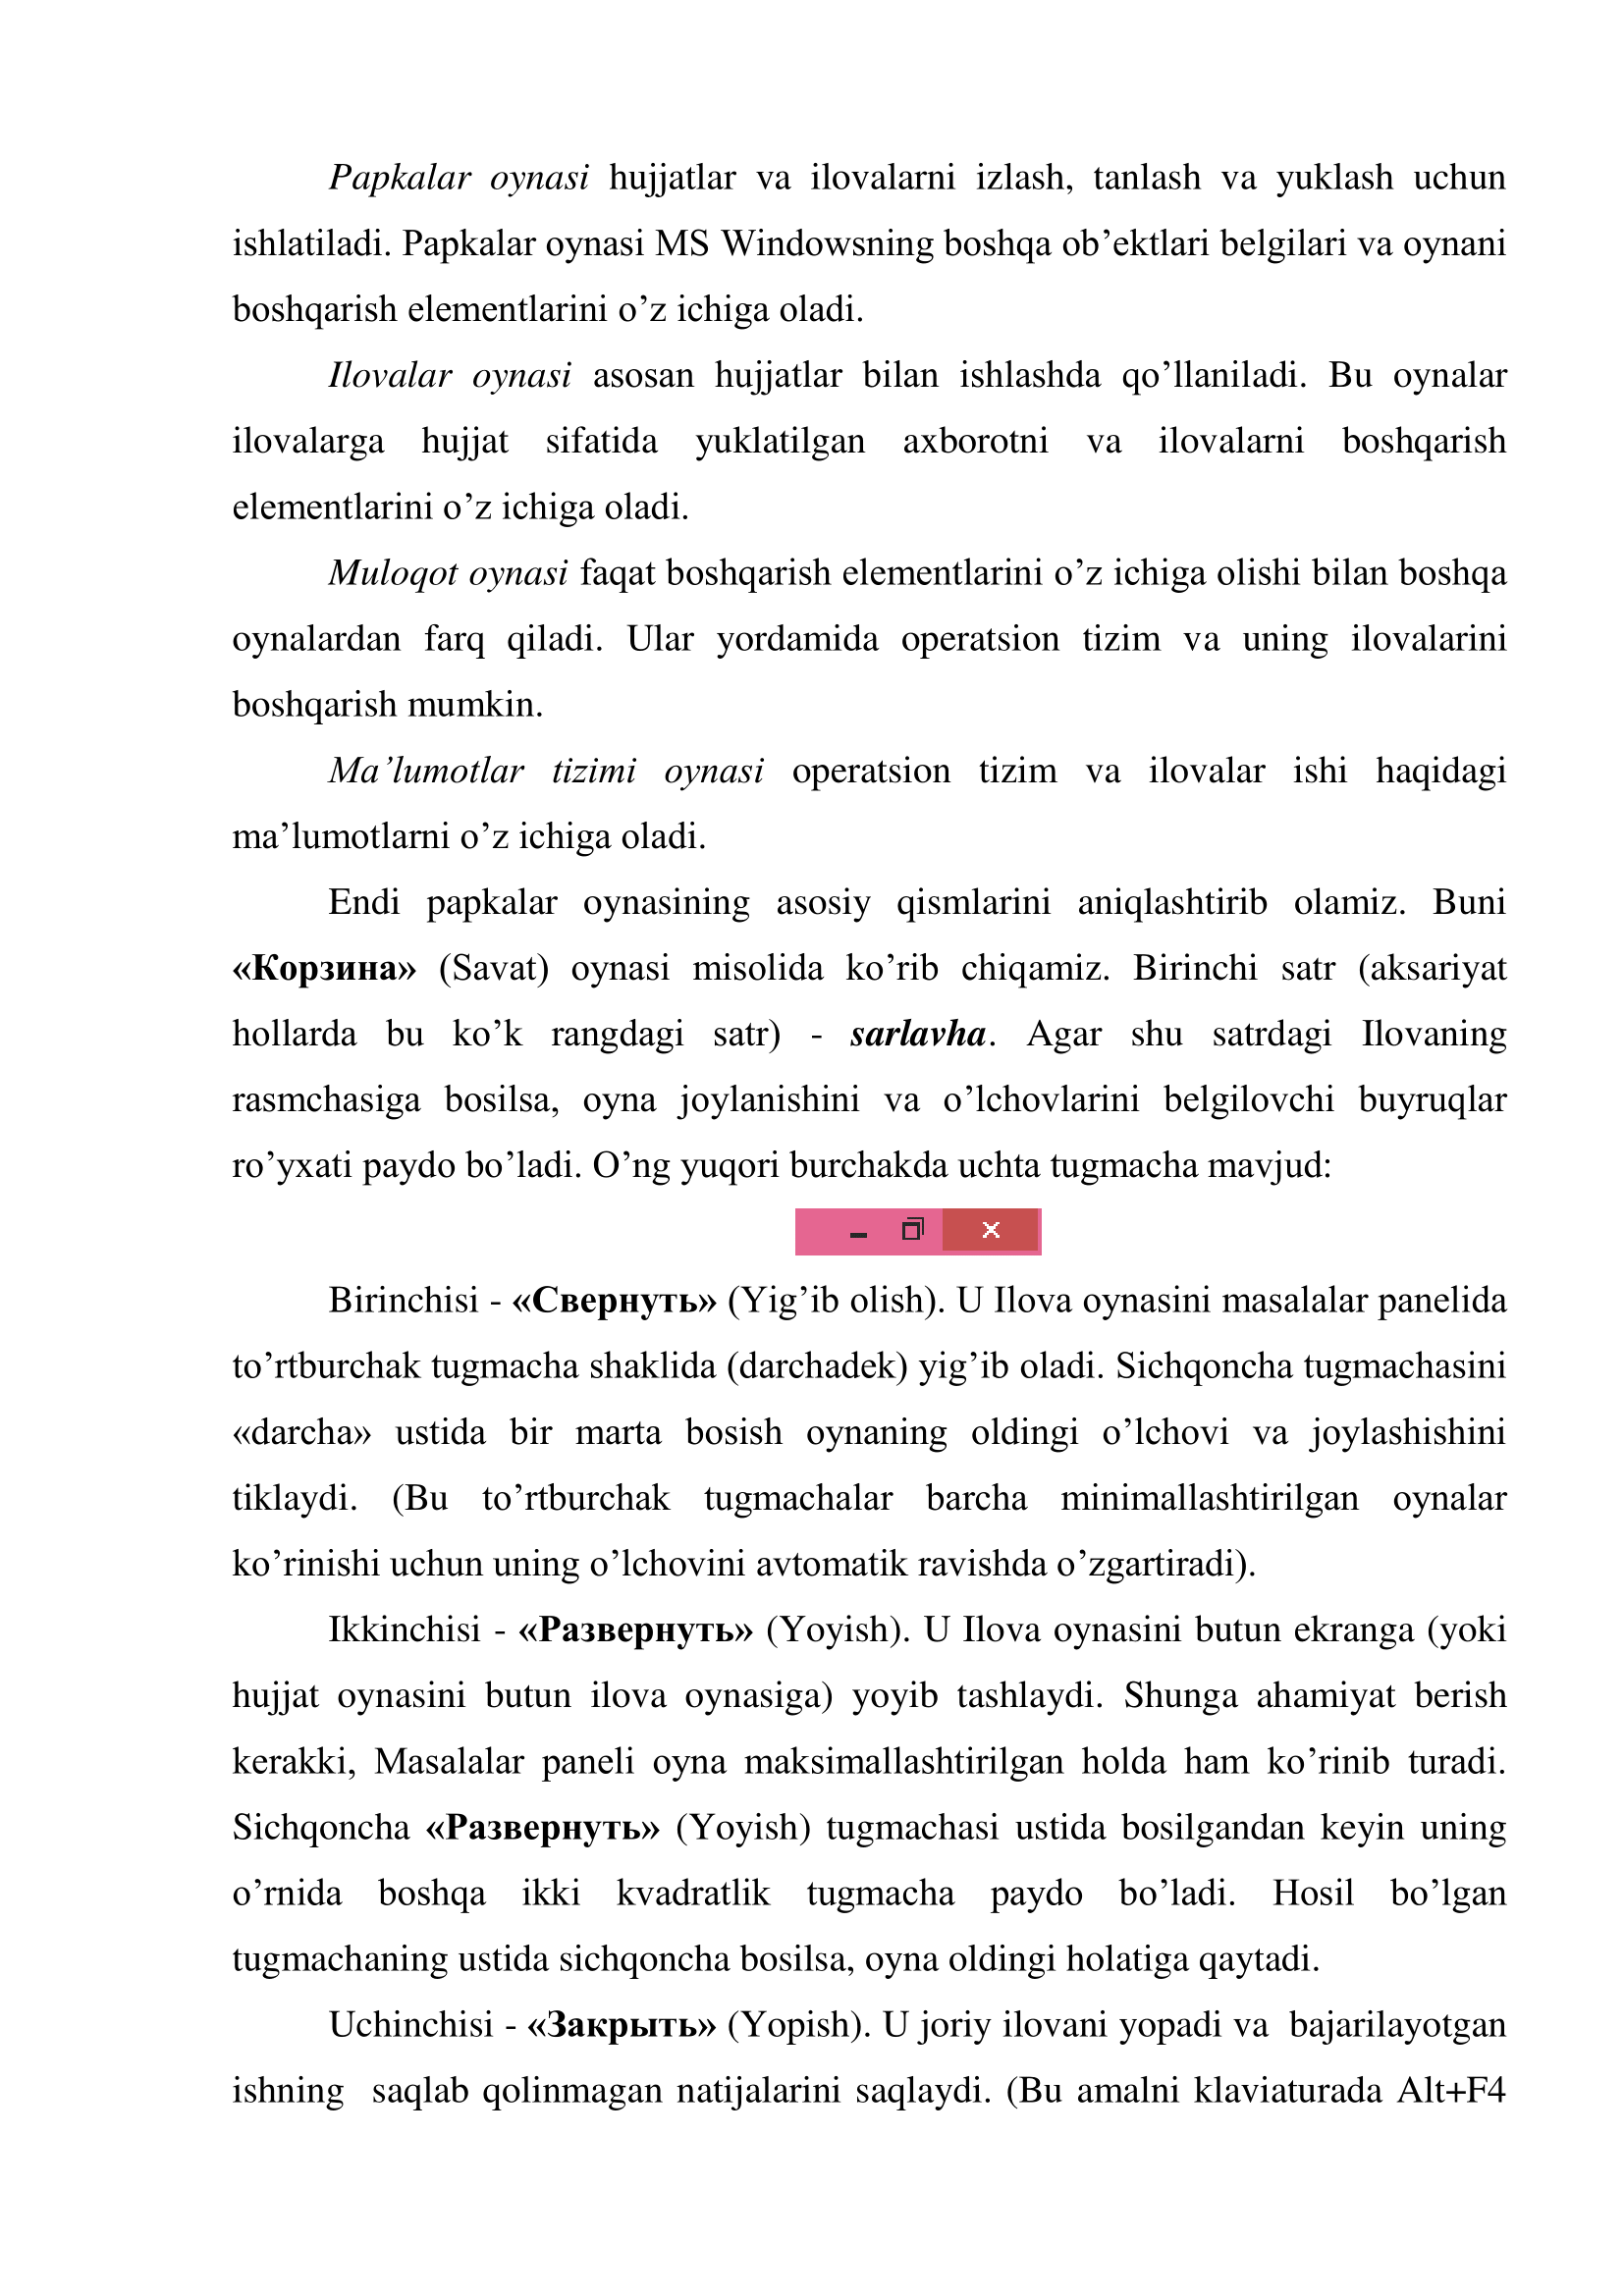 Papkalar oynasi hujjatlar va ilovalarni izlash, tanlash va yuklash uchun
ishlatiladi. Papkalar oynasi MS Windowsning boshqa ob’ektlari belgilari va oynani
boshqarish elementlarini o’z ichiga oladi.
Ilovalar oynasi asosan hujjatlar bilan ishlashda qo’llaniladi. Bu oynalar
ilovalarga hujjat sifatida yuklatilgan axborotni va ilovalarni boshqarish
elementlarini o’z ichiga oladi.
Muloqot oynasi faqat boshqarish elementlarini o’z ichiga olishi bilan boshqa
oynalardan farq qiladi. Ular yordamida operatsion tizim va uning ilovalarini
boshqarish mumkin.
Ma’lumotlar tizimi oynasi operatsion tizim va ilovalar ishi haqidagi
ma’lumotlarni o’z ichiga oladi.
Endi papkalar oynasining asosiy qismlarini aniqlashtirib olamiz. Buni
«Корзина» (Savat) oynasi misolida ko’rib chiqamiz. Birinchi satr (aksariyat
hollarda bu ko’k rangdagi satr) - sarlavha. Agar shu satrdagi Ilovaning
rasmchasiga bosilsa, oyna joylanishini va o’lchovlarini belgilovchi buyruqlar
ro’yxati paydo bo’ladi. O’ng yuqori burchakda uchta tugmacha mavjud:
Birinchisi - «Свернуть» (Yig’ib olish). U Ilova oynasini masalalar panelida
to’rtburchak tugmacha shaklida (darchadek) yig’ib oladi. Sichqoncha tugmachasini
«darcha» ustida bir marta bosish oynaning oldingi o’lchovi va joylashishini
tiklaydi. (Bu to’rtburchak tugmachalar barcha minimallashtirilgan oynalar
ko’rinishi uchun uning o’lchovini avtomatik ravishda o’zgartiradi).
Ikkinchisi - «Развернуть» (Yoyish). U Ilova oynasini butun ekranga (yoki
hujjat oynasini butun ilova oynasiga) yoyib tashlaydi. Shunga ahamiyat berish
kerakki, Masalalar paneli oyna maksimallashtirilgan holda ham ko’rinib turadi.
Sichqoncha «Развернуть» (Yoyish) tugmachasi ustida bosilgandan keyin uning
o’rnida boshqa ikki kvadratlik tugmacha paydo bo’ladi. Hosil bo’lgan
tugmachaning ustida sichqoncha bosilsa, oyna oldingi holatiga qaytadi.
Uchinchisi - «Закрыть» (Yopish). U joriy ilovani yopadi va bajarilayotgan
ishning saqlab qolinmagan natijalarini saqlaydi. (Bu amalni klaviaturada Alt+F4